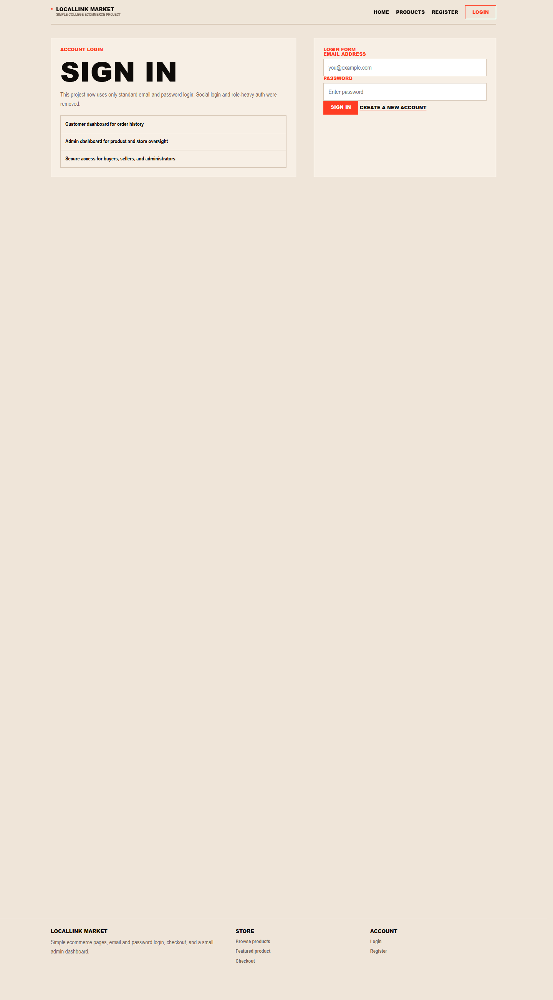 LOCALLINK MARKET
SIMPLE COLLEGE ECOMMERCE PROJECT
HOME PRODUCTS REGISTER LOGIN
ACCOUNT LOGIN
SIGN IN
This project now uses only standard email and password login. Social login and role-heavy auth were
removed.
Customer dashboard for order history
Admin dashboard for product and store oversight
Secure access for buyers, sellers, and administrators
LOGIN FORM
EMAIL ADDRESS
you@example.com
PASSWORD
Enter password
SIGN IN CREATE A NEW ACCOUNT
LOCALLINK MARKET
Simple ecommerce pages, email and password login, checkout, and a small
admin dashboard.
STORE
Browse products
Featured product
Checkout
ACCOUNT
Login
Register